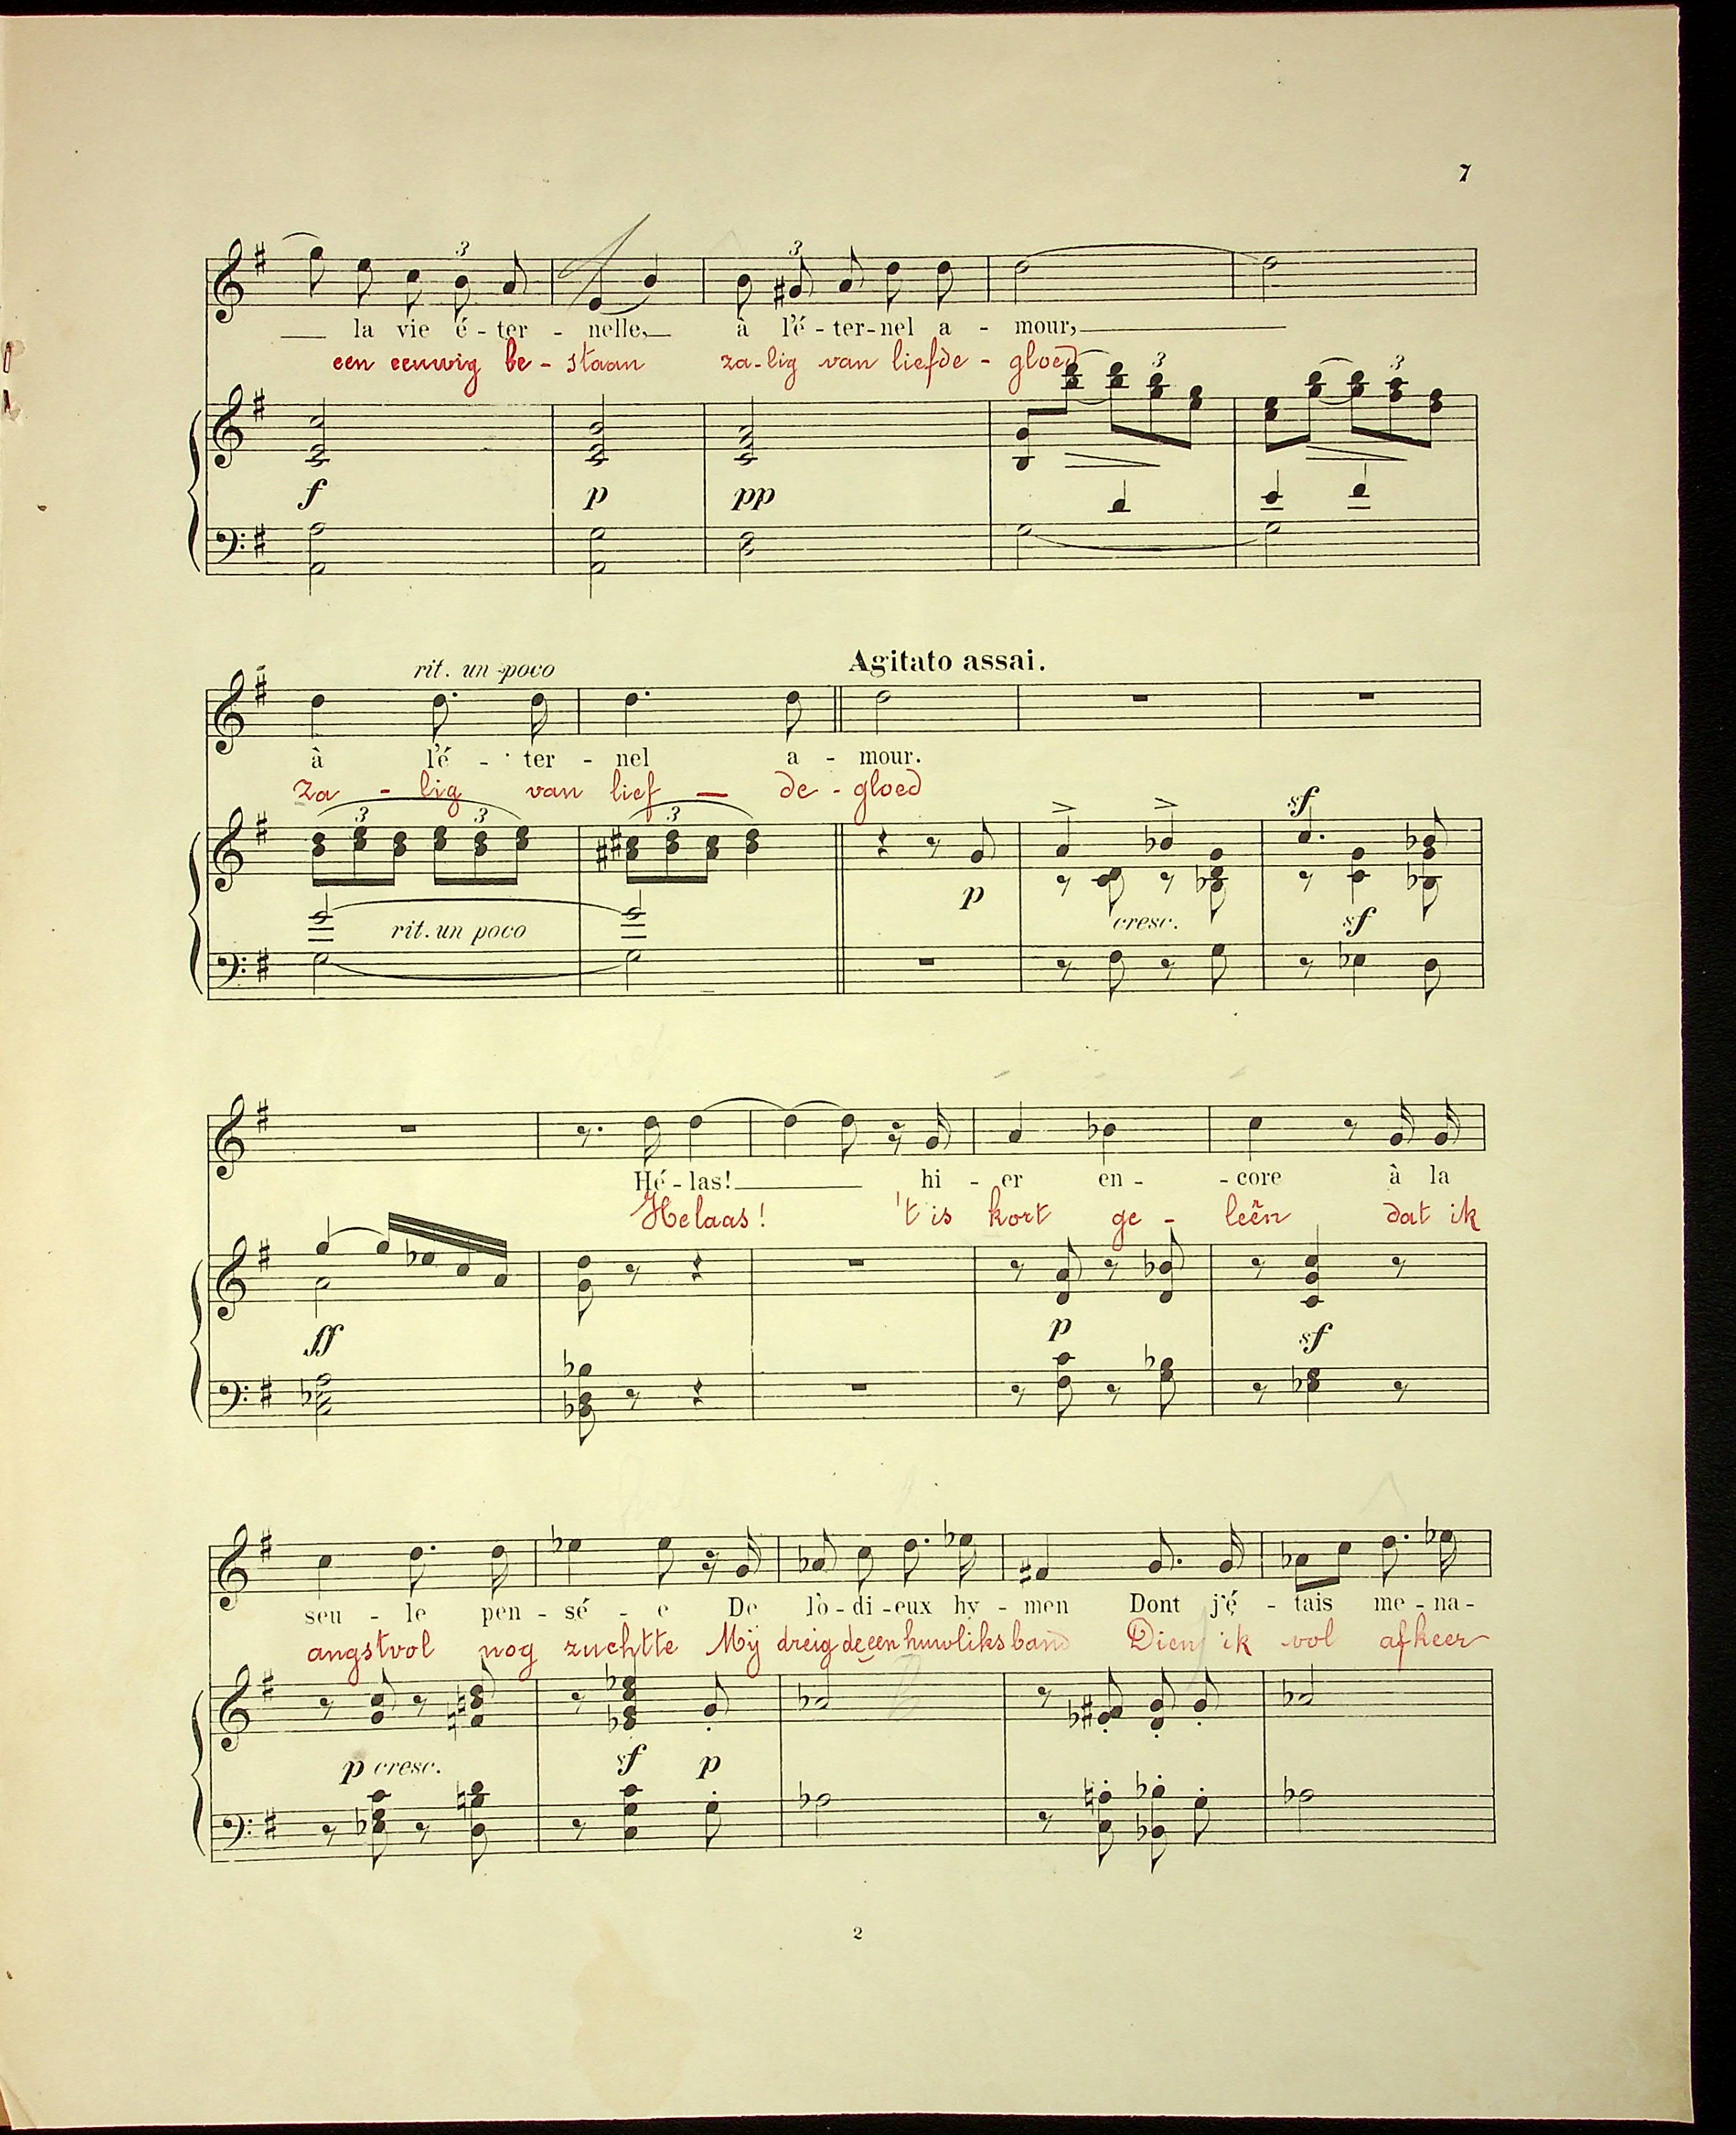 7
3 3
la vie é - ter - nelle, à l'é - ter - nel a - mour,
een eeuwig be - staan za - lig van liefde - gloed
3 3
f p pp
rit. un poco Agitato assai.
à l'é - ter - nel a - mour.
za - lig van lief — de - gloed
3 3 3 sf
p
rit. un poco cresc. sf
Hé - las! hi - er en - - core à la
Helaas! 't is kort ge - leên dat ik
ff p sf
seu - le pen - sé - e De l'o - di - eux hy - men Dont j'é - tais me - na -
angstvol nog zuchtte Mij dreigde een huwliksband Dien ik vol afkeer
p cresc. sf p
2